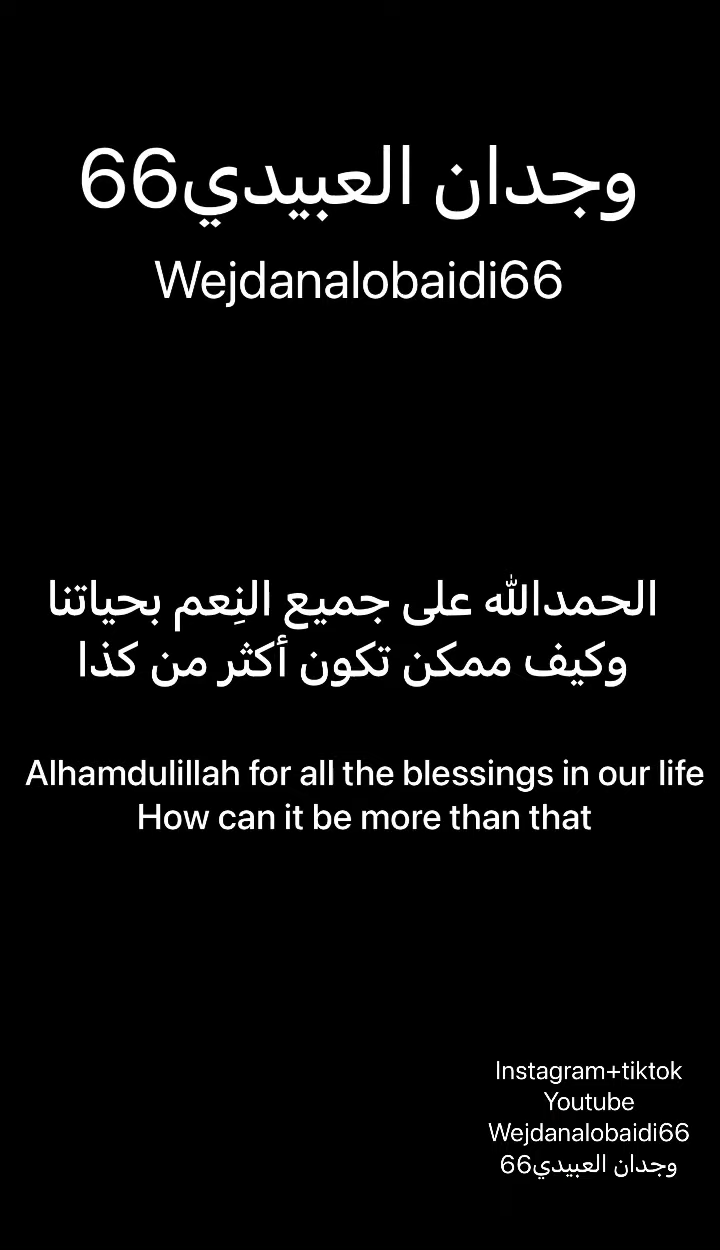 وجدان العبيدي66
Wejdanalobaidi66
الحمدالله على جميع النِعم بحياتنا
وكيف ممكن تكون أكثر من كذا
Alhamdulillah for all the blessings in our life
How can it be more than that
Instagram+tiktok
Youtube
Wejdanalobaidi66
وجدان العبيدي66